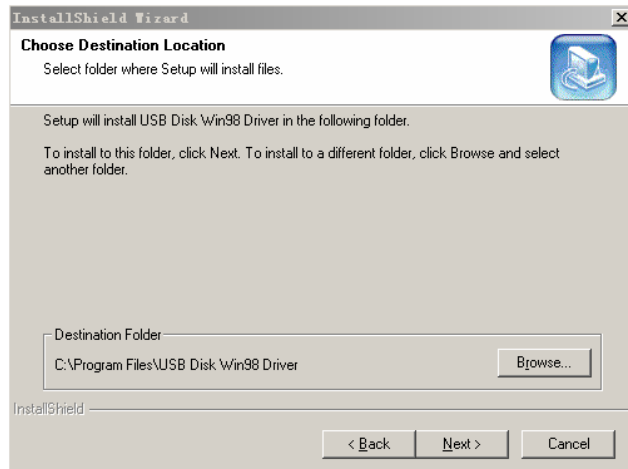 InstallShield Wizard
Choose Destination Location
Select folder where Setup will install files.
Setup will install USB Disk Win98 Driver in the following folder.
To install to this folder, click Next. To install to a different folder, click Browse and select
another folder.
Destination Folder
C:\Program Files\USB Disk Win98 Driver
Browse...
InstallShield
< Back
Next >
Cancel